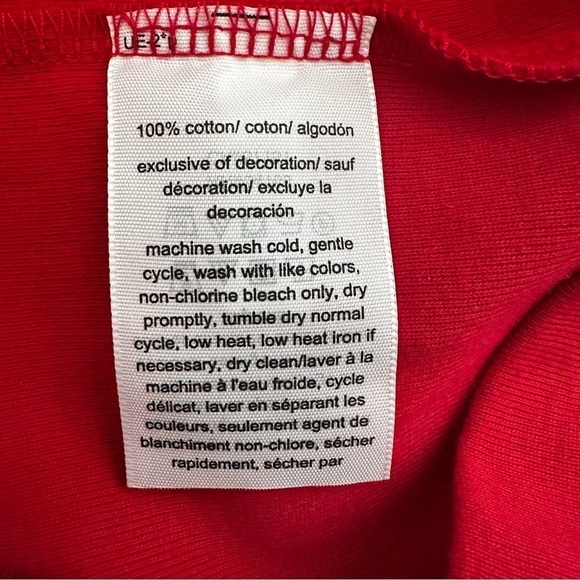 100% cotton/ coton/ algodón
exclusive of decoration/ sauf
décoration/ excluye la
decoración
machine wash cold, gentle
cycle, wash with like colors,
non-chlorine bleach only, dry
promptly, tumble dry normal
cycle, low heat, low heat iron if
necessary, dry clean/laver à la
machine à l'eau froide, cycle
délicat, laver en séparant les
couleurs, seulement agent de
blanchiment non-chlore, sécher
rapidement, sécher par